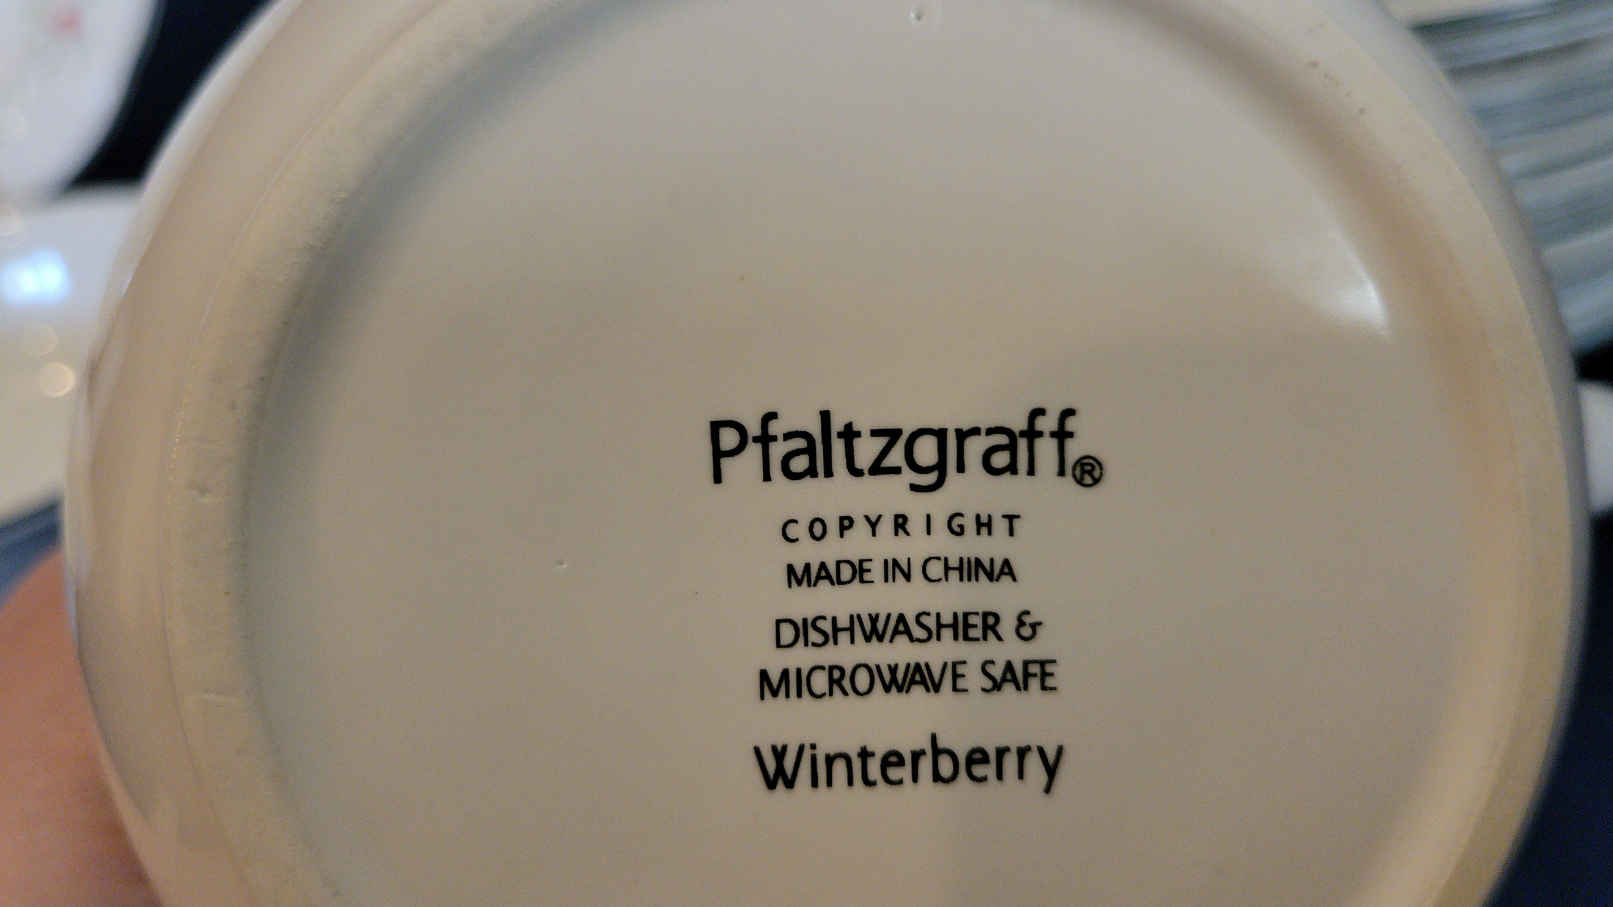 Pfaltzgraff®
COPYRIGHT
MADE IN CHINA
DISHWASHER &
MICROWAVE SAFE
Winterberry